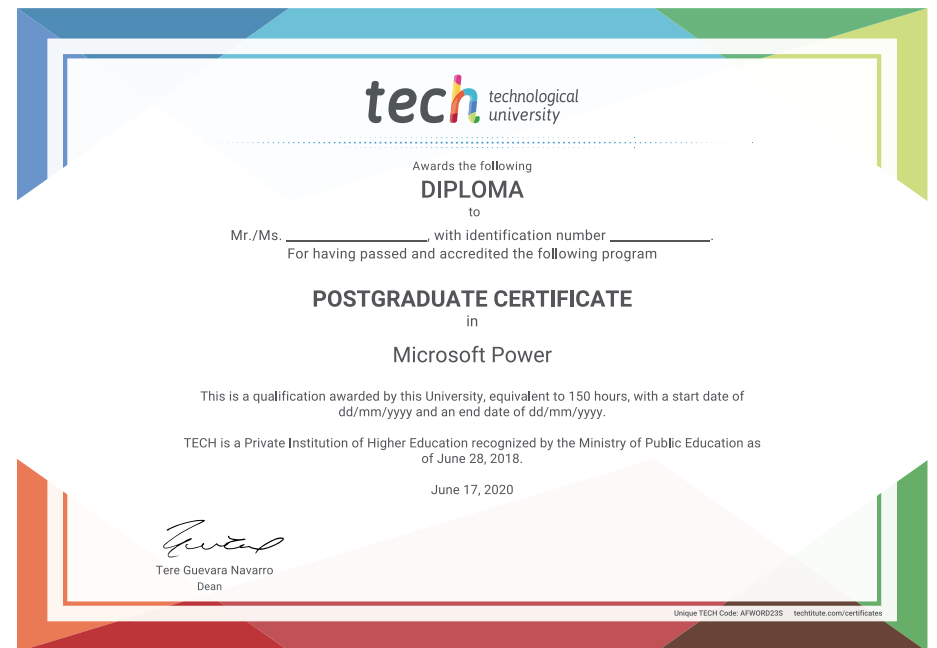 tech technological
university
Awards the following
DIPLOMA
to
Mr./Ms. ____________________, with identification number ______________.
For having passed and accredited the following program
POSTGRADUATE CERTIFICATE
in
Microsoft Power
This is a qualification awarded by this University, equivalent to 150 hours, with a start date of
dd/mm/yyyy and an end date of dd/mm/yyyy.
TECH is a Private Institution of Higher Education recognized by the Ministry of Public Education as
of June 28, 2018.
June 17, 2020
Tere Guevara Navarro
Dean
Unique TECH Code: AFWORD23S techtitute.com/certificates